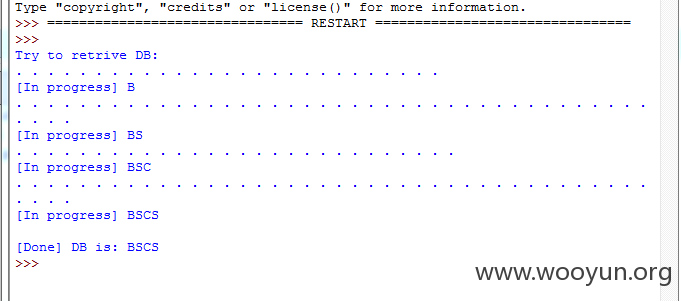 Type "copyright", "credits" or "license()" for more information.
>>> ================================ RESTART ================================
>>>
Try to retrive DB:
. . . . . . . . . . . . . . . . . . . . . . . . . . .
[In progress] B
. . . . . . . . . . . . . . . . . . . . . . . . . . . . . . . . . . . . . . . .
. . . .
[In progress] BS
. . . . . . . . . . . . . . . . . . . . . . . . . . . .
[In progress] BSC
. . . . . . . . . . . . . . . . . . . . . . . . . . . . . . . . . . . . . . . .
. . . .
[In progress] BSCS
[Done] DB is: BSCS
>>>
www.wooyun.org